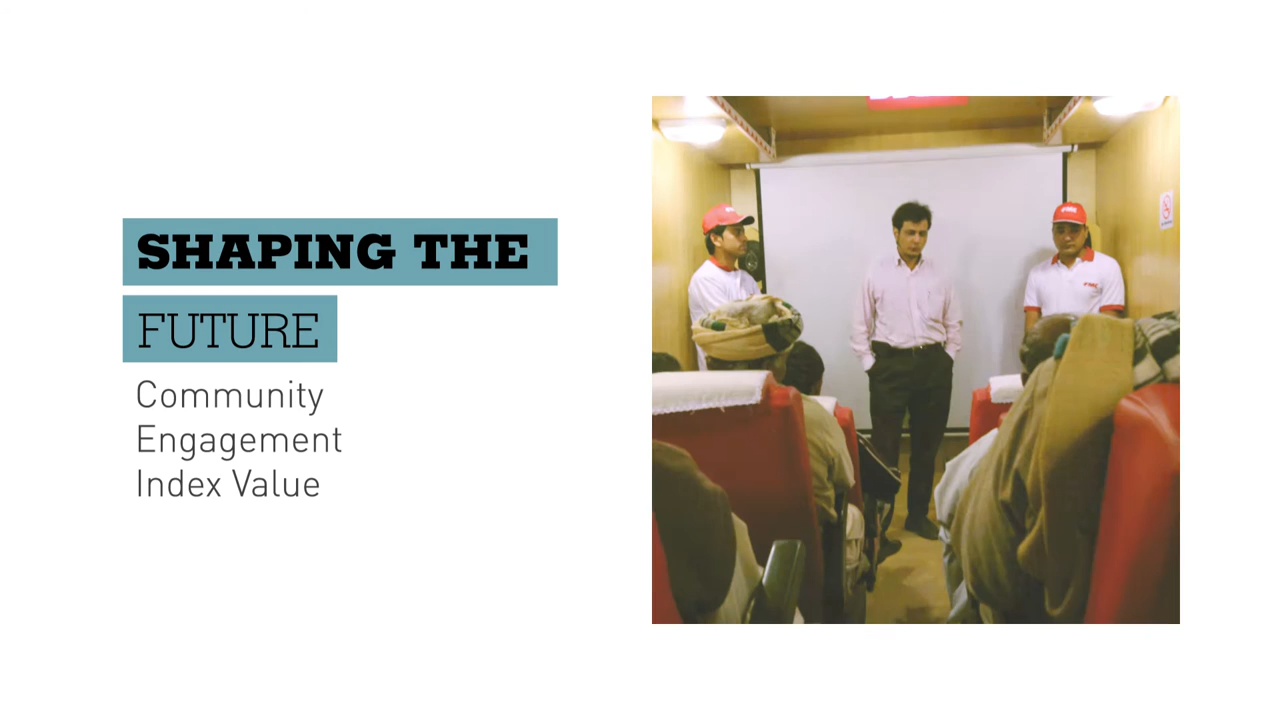 SHAPING THE
FUTURE
Community
Engagement
Index Value